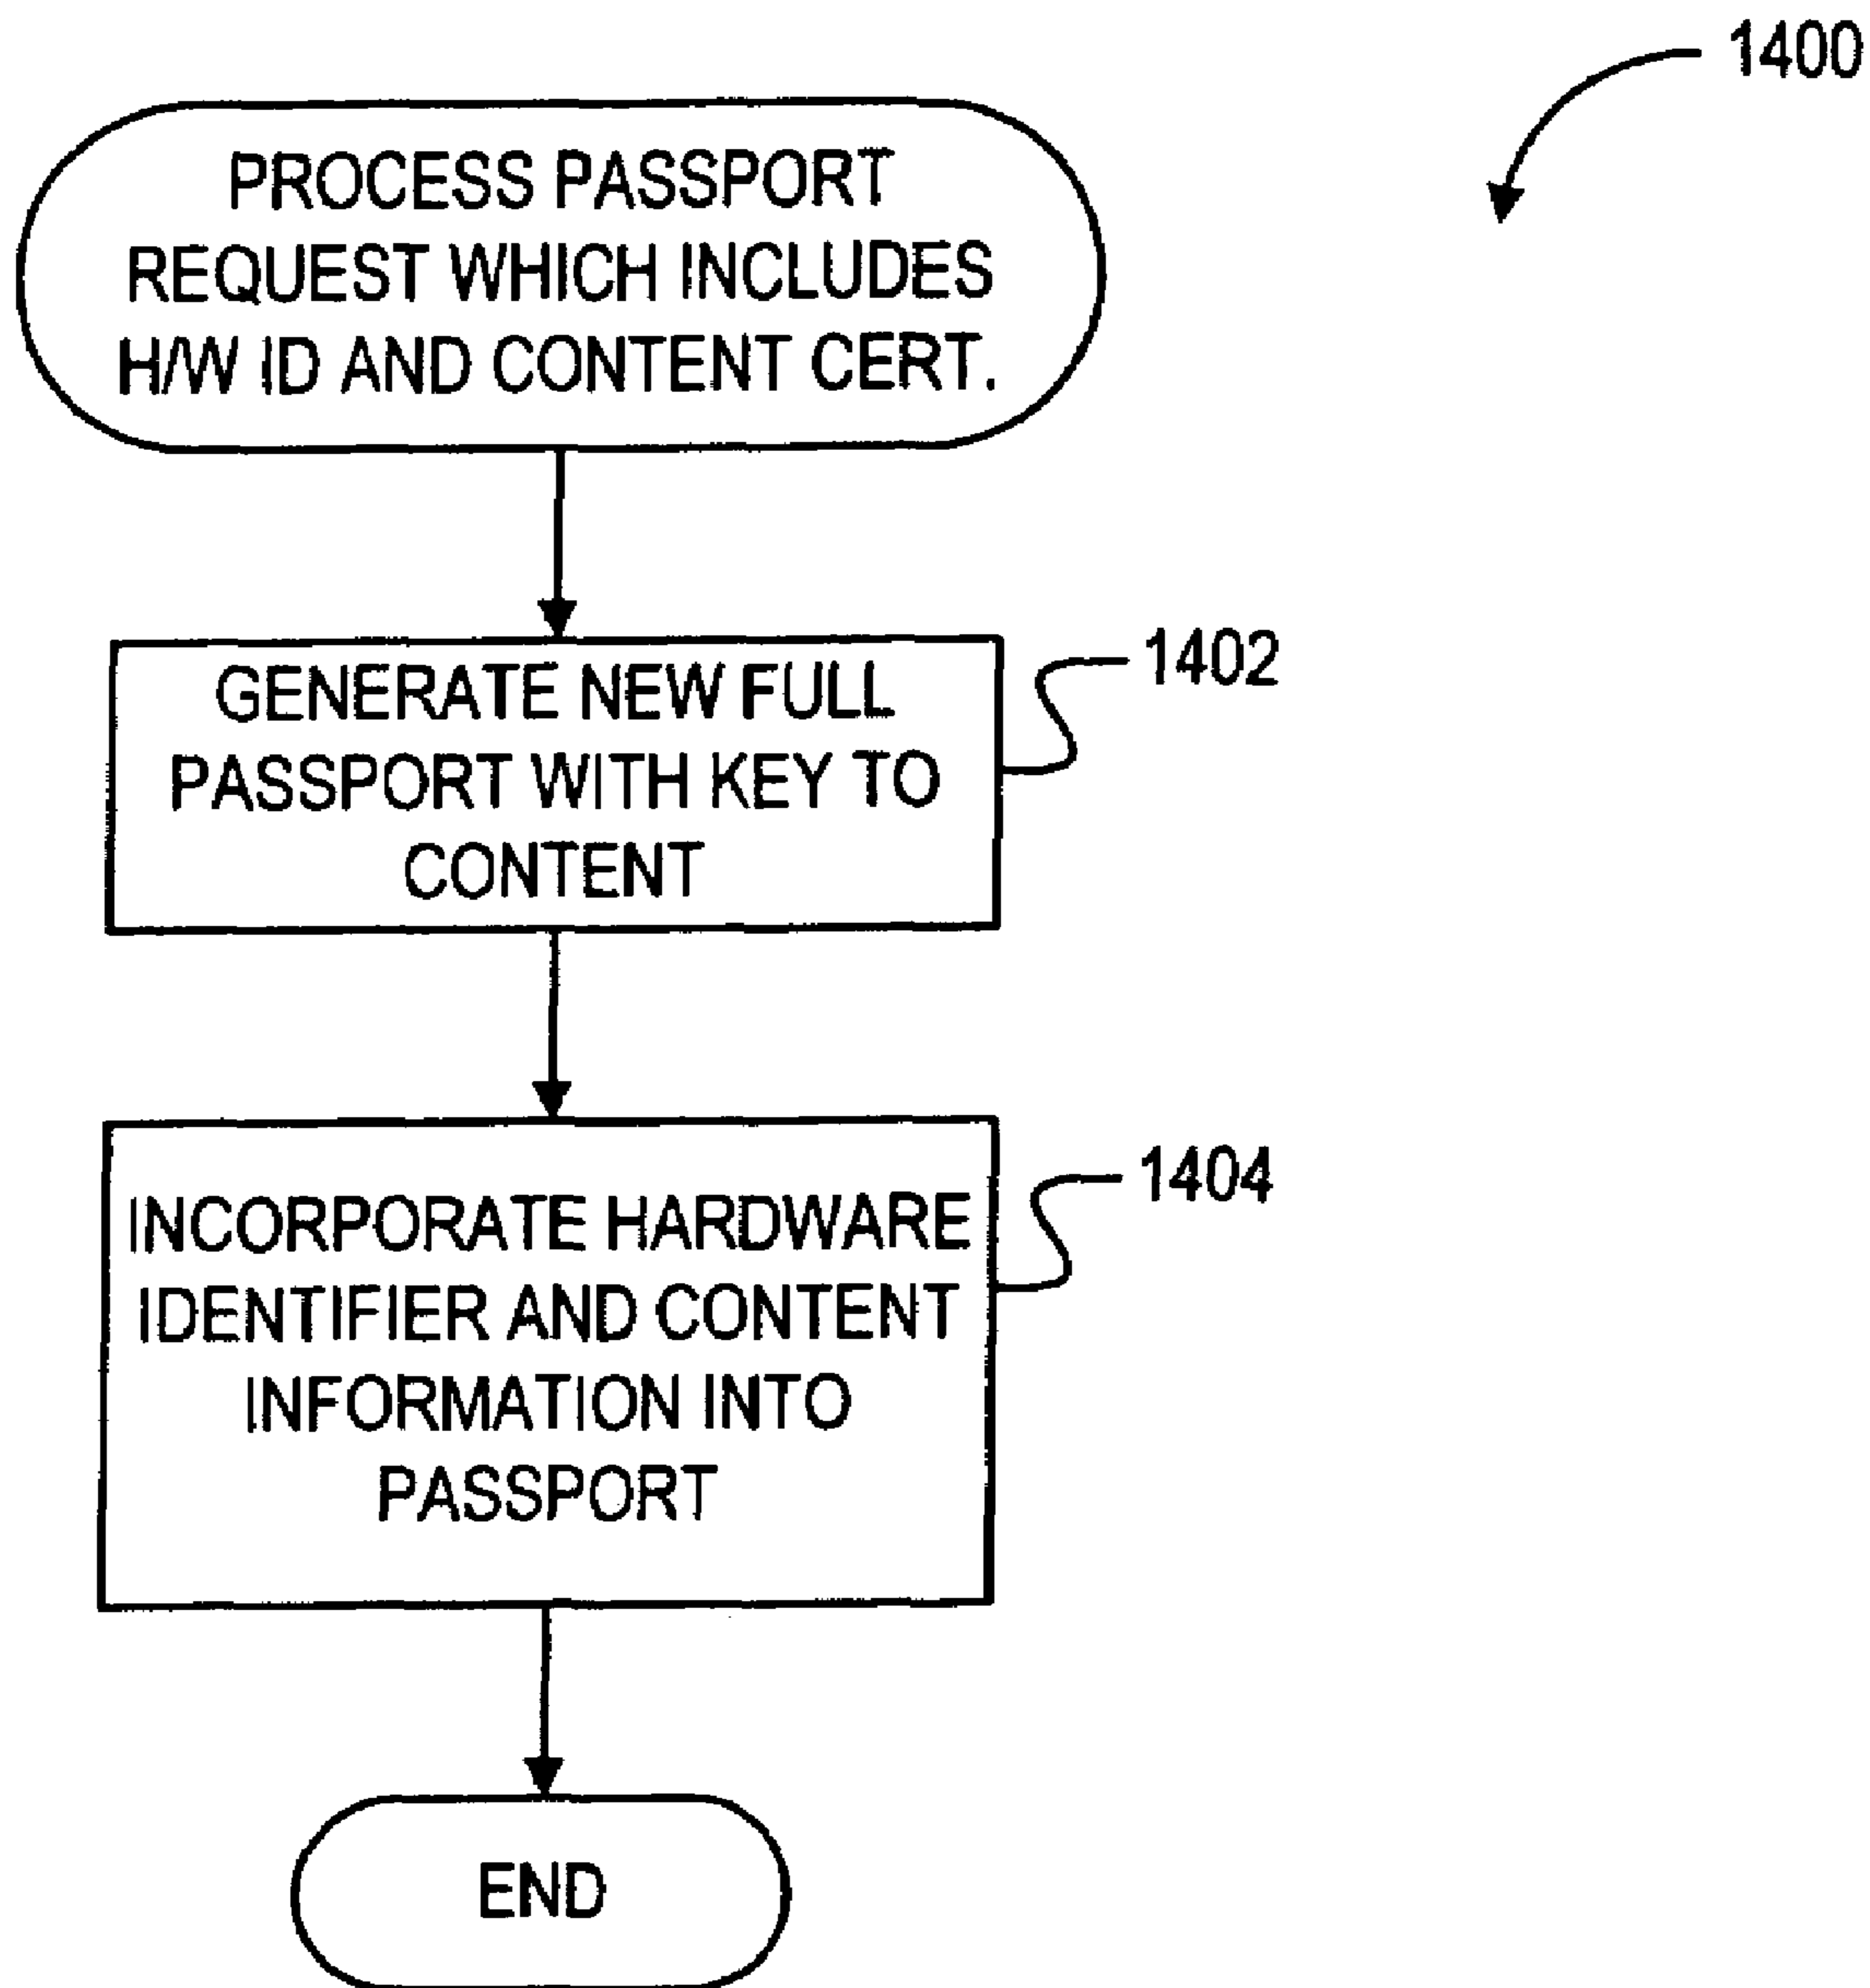 1400
PROCESS PASSPORT
REQUEST WHICH INCLUDES
H/W ID AND CONTENT CERT.
1402
GENERATE NEW FULL
PASSPORT WITH KEY TO
CONTENT
1404
INCORPORATE HARDWARE
IDENTIFIER AND CONTENT
INFORMATION INTO
PASSPORT
END